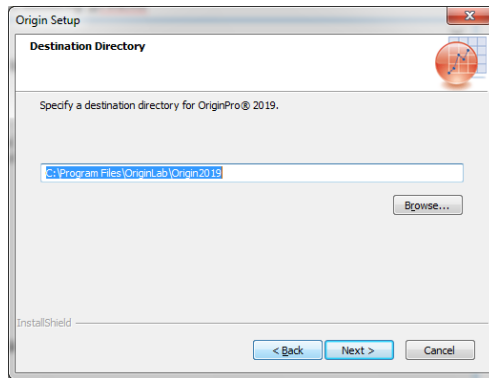 Origin Setup
Destination Directory
Specify a destination directory for OriginPro® 2019.
C:\Program Files\OriginLab\Origin2019
Browse...
InstallShield
< Back
Next >
Cancel